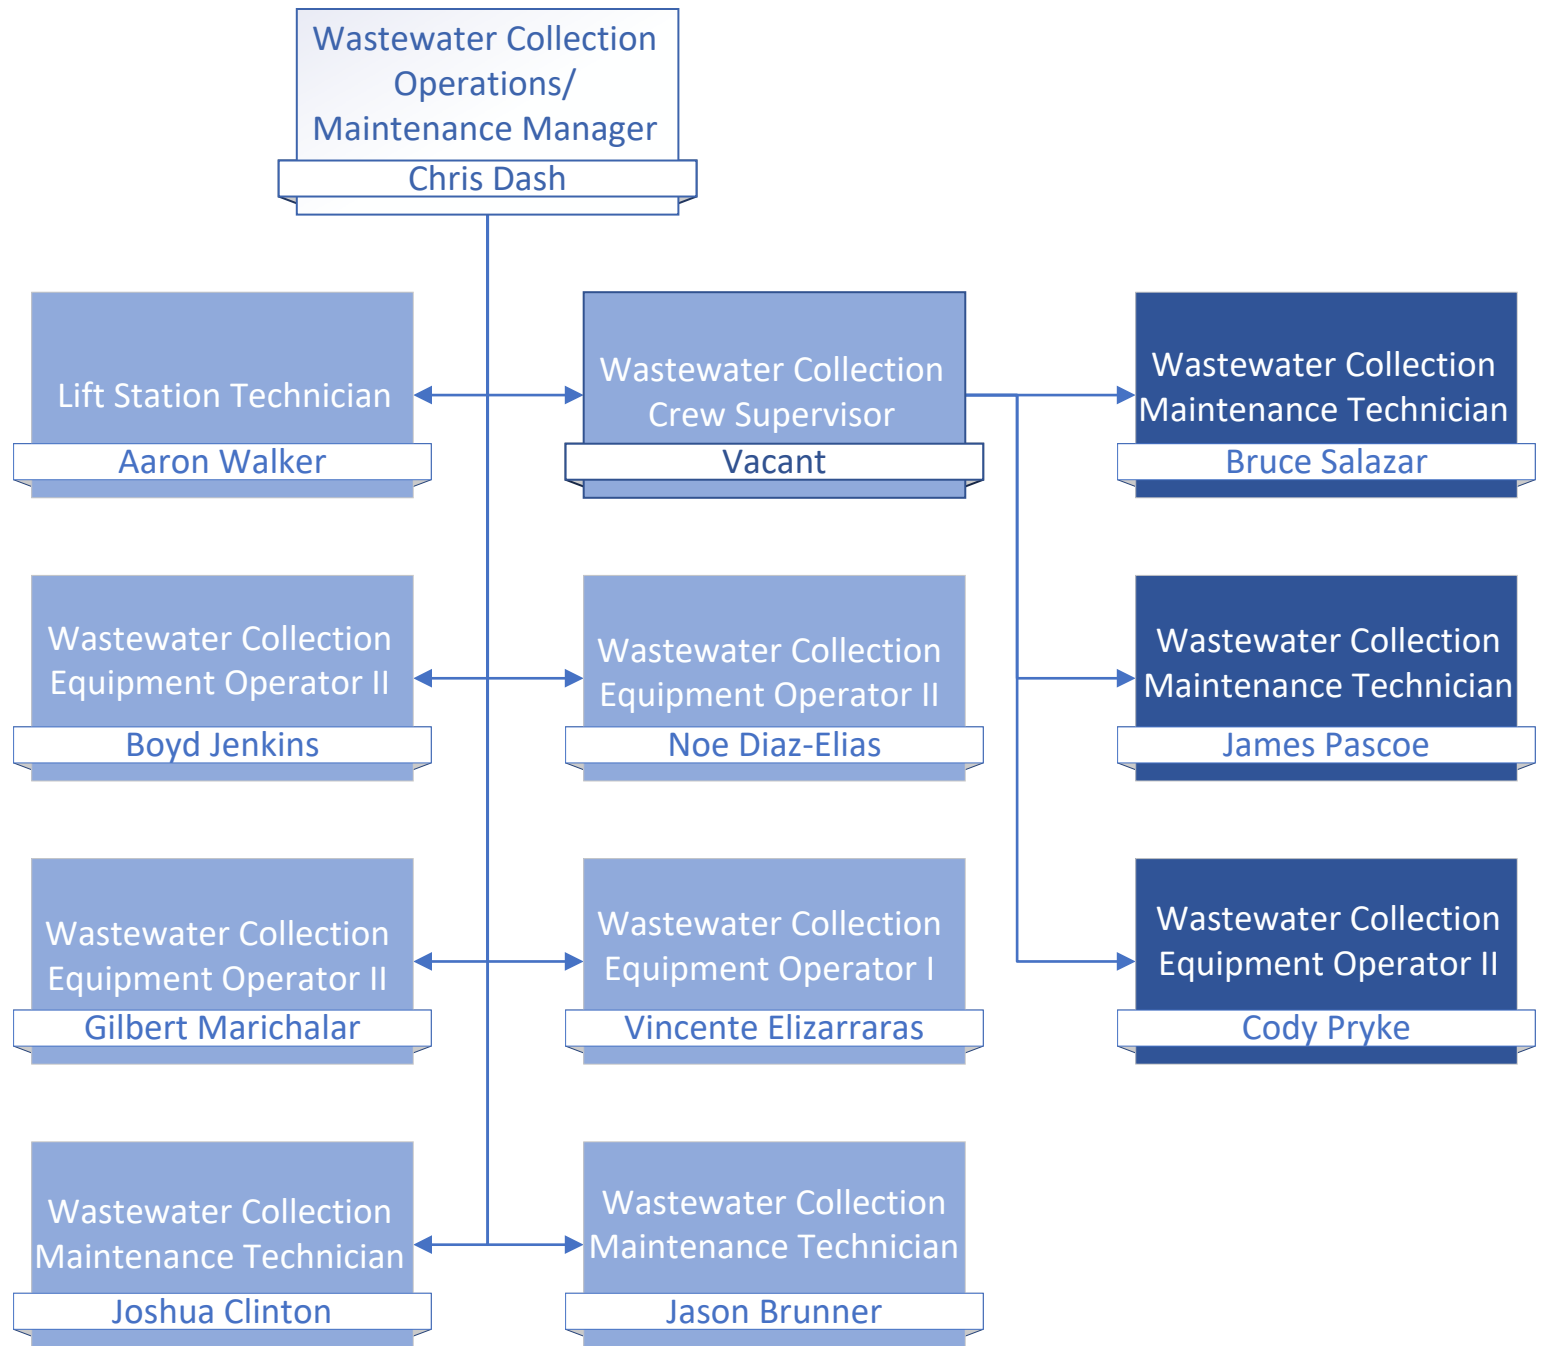 Wastewater Collection
Operations/
Maintenance Manager
Chris Dash
Lift Station Technician
Aaron Walker
Wastewater Collection
Crew Supervisor
Vacant
Wastewater Collection
Maintenance Technician
Bruce Salazar
Wastewater Collection
Equipment Operator II
Boyd Jenkins
Wastewater Collection
Equipment Operator II
Noe Diaz-Elias
Wastewater Collection
Maintenance Technician
James Pascoe
Wastewater Collection
Equipment Operator II
Gilbert Marichalar
Wastewater Collection
Equipment Operator I
Vincente Elizarraras
Wastewater Collection
Equipment Operator II
Cody Pryke
Wastewater Collection
Maintenance Technician
Joshua Clinton
Wastewater Collection
Maintenance Technician
Jason Brunner